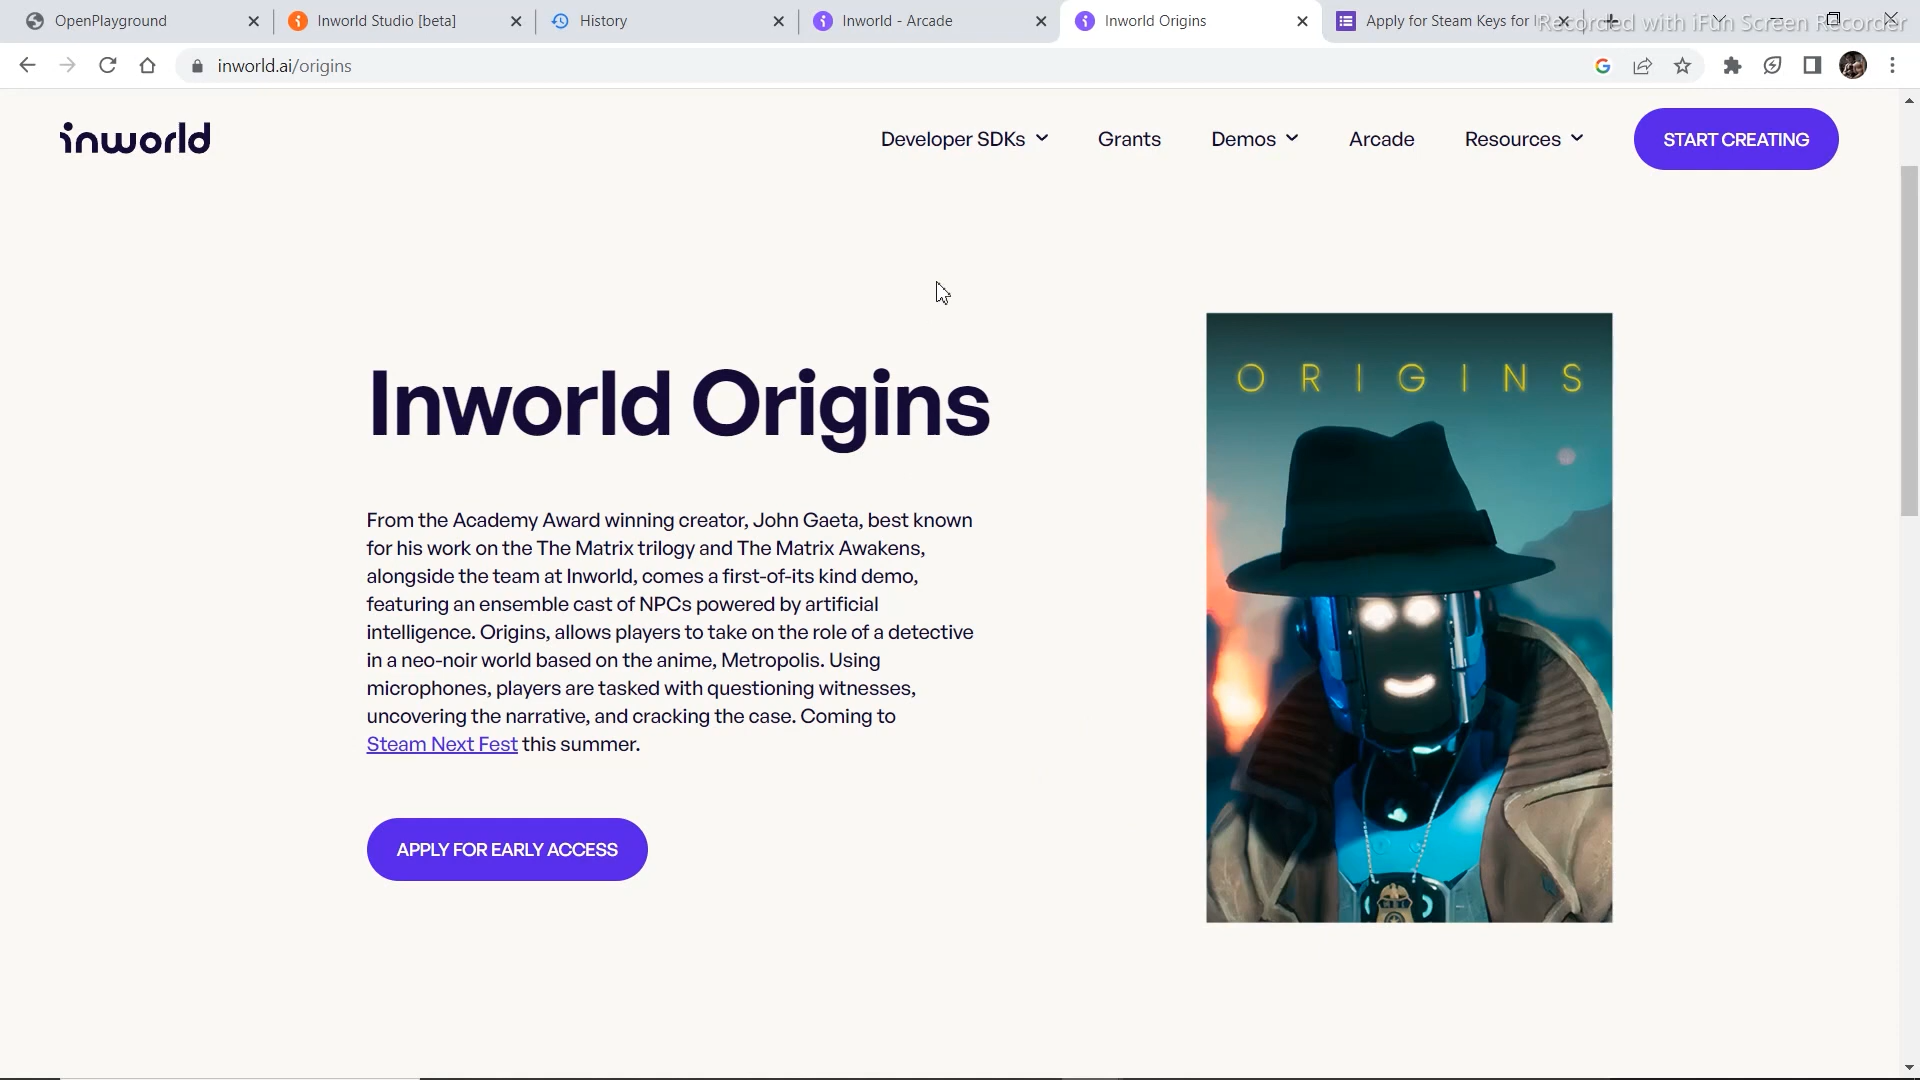 OpenPlayground
Inworld Studio [beta]
History
Inworld - Arcade
Inworld Origins
Apply for Steam Keys for
Recorded with iFun Screen Recorder
inworld.ai/origins
inworld
Developer SDKs
Grants
Demos
Arcade
Resources
START CREATING
Inworld Origins
From the Academy Award winning creator, John Gaeta, best known
for his work on the The Matrix trilogy and The Matrix Awakens,
alongside the team at Inworld, comes a first-of-its kind demo,
featuring an ensemble cast of NPCs powered by artificial
intelligence. Origins, allows players to take on the role of a detective
in a neo-noir world based on the anime, Metropolis. Using
microphones, players are tasked with questioning witnesses,
uncovering the narrative, and cracking the case. Coming to
Steam Next Fest this summer.
APPLY FOR EARLY ACCESS
ORIGINS